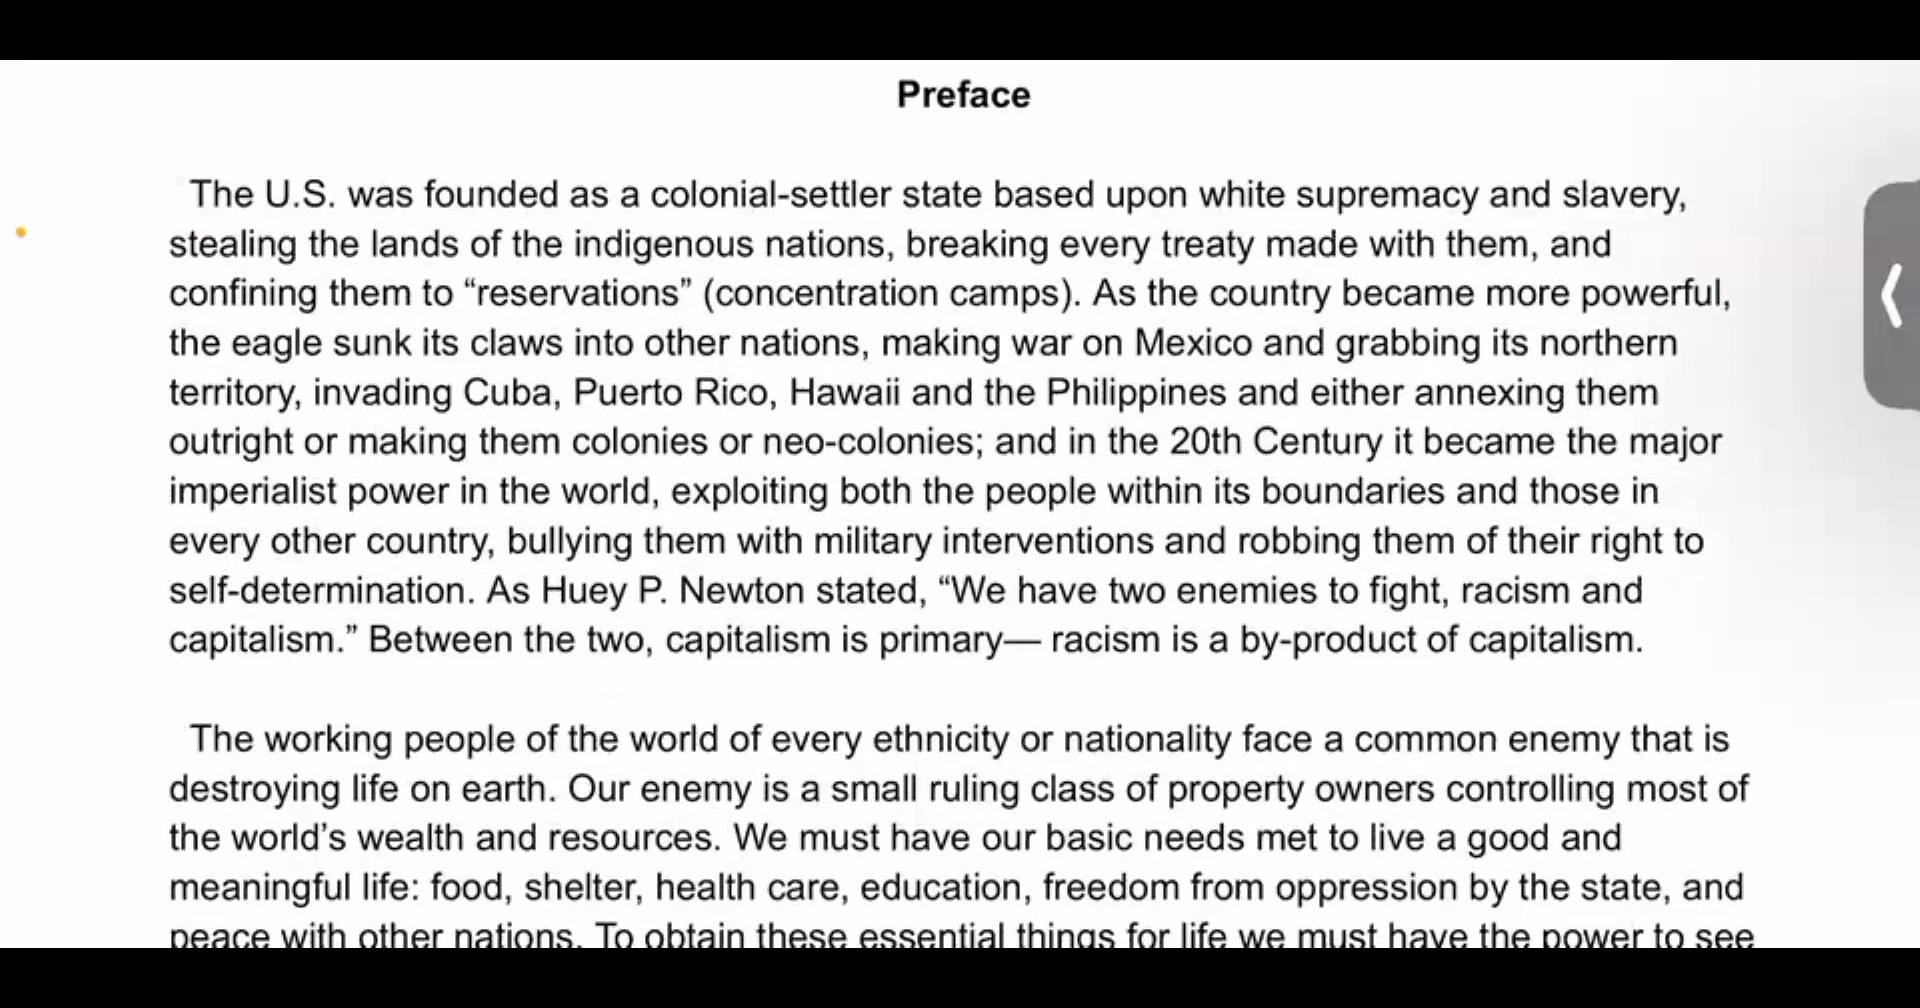 Preface
The U.S. was founded as a colonial-settler state based upon white supremacy and slavery,
stealing the lands of the indigenous nations, breaking every treaty made with them, and
confining them to “reservations” (concentration camps). As the country became more powerful,
the eagle sunk its claws into other nations, making war on Mexico and grabbing its northern
territory, invading Cuba, Puerto Rico, Hawaii and the Philippines and either annexing them
outright or making them colonies or neo-colonies; and in the 20th Century it became the major
imperialist power in the world, exploiting both the people within its boundaries and those in
every other country, bullying them with military interventions and robbing them of their right to
self-determination. As Huey P. Newton stated, “We have two enemies to fight, racism and
capitalism.” Between the two, capitalism is primary— racism is a by-product of capitalism.
The working people of the world of every ethnicity or nationality face a common enemy that is
destroying life on earth. Our enemy is a small ruling class of property owners controlling most of
the world’s wealth and resources. We must have our basic needs met to live a good and
meaningful life: food, shelter, health care, education, freedom from oppression by the state, and
peace with other nations. To obtain these essential things for life we must have the power to see